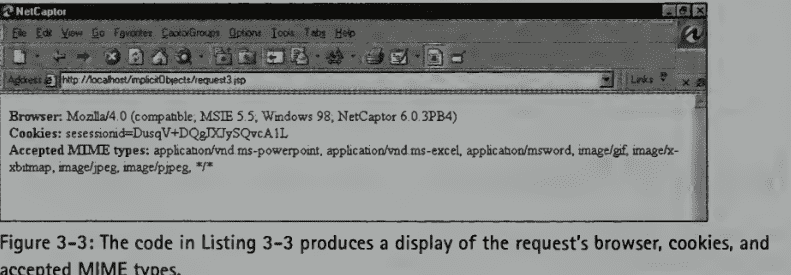 NetCaptor
File Edit View Go Favorites CaptorGroups Options Tools Tabs Help
Address http://localhost/mplicitObjects/request3.jsp Links
Browser: Mozilla/4.0 (compatible, MSIE 5.5, Windows 98, NetCaptor 6.0.3PB4)
Cookies: sesessionid=DusqV+DQgJXJySQvcA1L
Accepted MIME types: application/vnd ms-powerpoint, application/vnd ms-excel, application/msword, image/gif, image/x-
xbitmap, image/jpeg, image/pjpeg, */*
Figure 3-3: The code in Listing 3-3 produces a display of the request's browser, cookies, and
accepted MIME types.